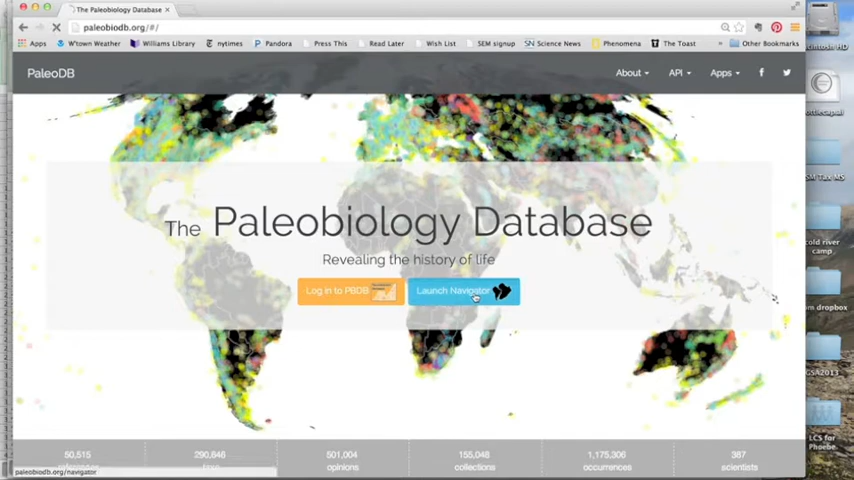 The Paleobiology Database
paleobiodb.org/#/
Apps W'town Weather Williams Library nytimes Pandora Press This Read Later Wish List SEM signup Science News Phenomena The Toast Other Bookmarks
PaleoDB About API Apps
The Paleobiology Database
Revealing the history of life
Log in to PBDB Launch Navigator
50,515 290,646 501,004 155,048 1,175,306 387
opinions collections occurrences scientists
paleobiodb.org/navigator
cold river
camp
GSA2013
LCS for
Phoebe